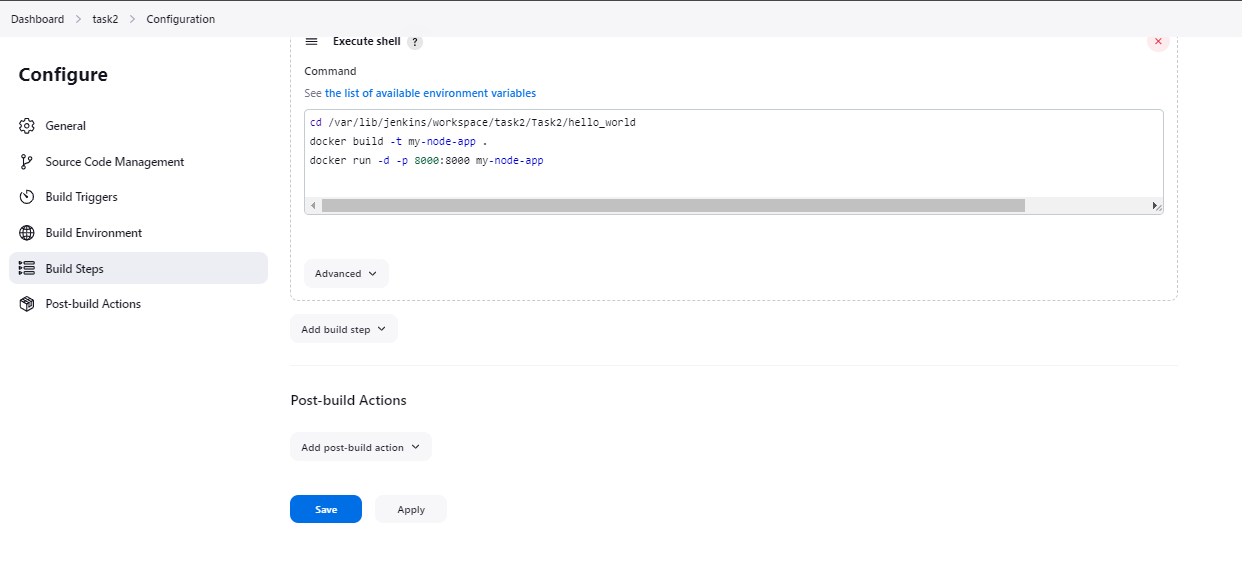 Dashboard > task2 > Configuration
Configure
General
Source Code Management
Build Triggers
Build Environment
Build Steps
Post-build Actions
Execute shell ?
Command
See the list of available environment variables
cd /var/lib/jenkins/workspace/task2/Task2/hello_world
docker build -t my-node-app .
docker run -d -p 8000:8000 my-node-app
Advanced
Add build step
Post-build Actions
Add post-build action
Save Apply